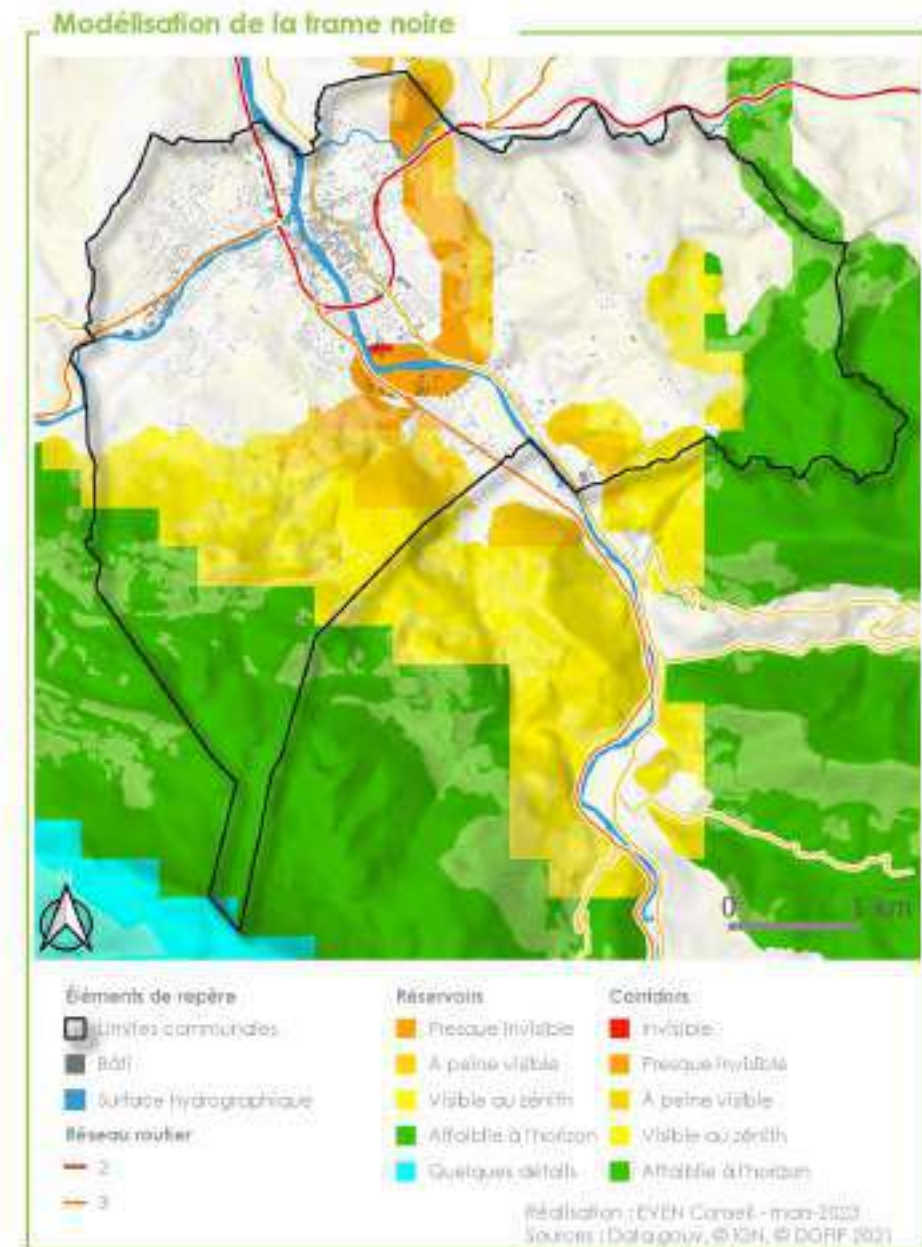 Modélisation de la trame noire
N
0 1 km
Éléments de repère
Limites communales
Bâti
Surface hydrographique
Réseau routier
2
3
Réservoirs
Presque invisible
À peine visible
Visible au zénith
Affaiblie à l'horizon
Quelques détails
Corridors
Invisible
Presque invisible
À peine visible
Visible au zénith
Affaiblie à l'horizon
Réalisation : EVEN Conseil - mars-2023
Sources : Data.gouv, © IGN, © DGFIP 2021